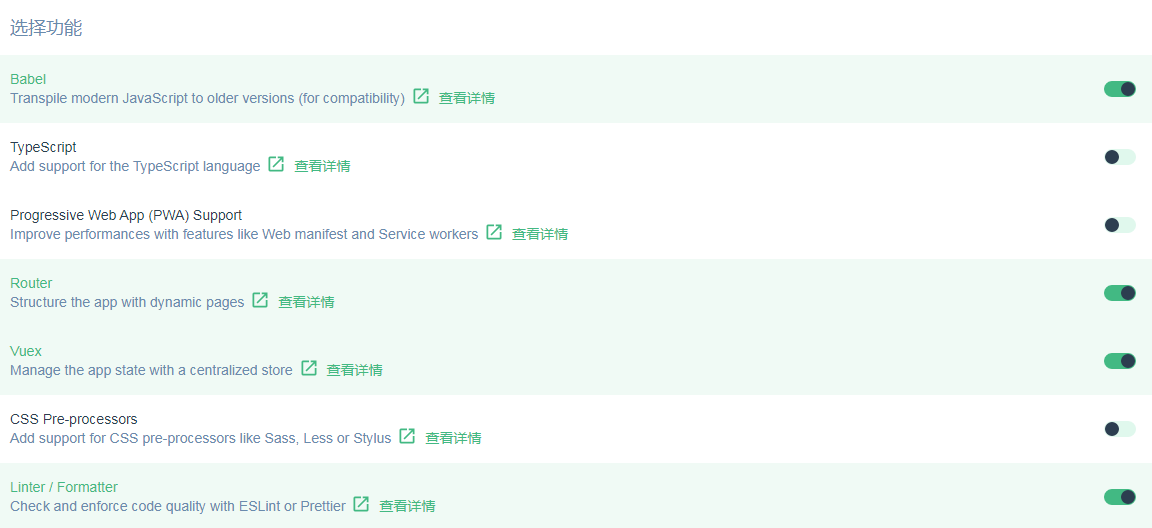 选择功能
Babel
Transpile modern JavaScript to older versions (for compatibility) 查看详情
TypeScript
Add support for the TypeScript language 查看详情
Progressive Web App (PWA) Support
Improve performances with features like Web manifest and Service workers 查看详情
Router
Structure the app with dynamic pages 查看详情
Vuex
Manage the app state with a centralized store 查看详情
CSS Pre-processors
Add support for CSS pre-processors like Sass, Less or Stylus 查看详情
Linter / Formatter
Check and enforce code quality with ESLint or Prettier 查看详情